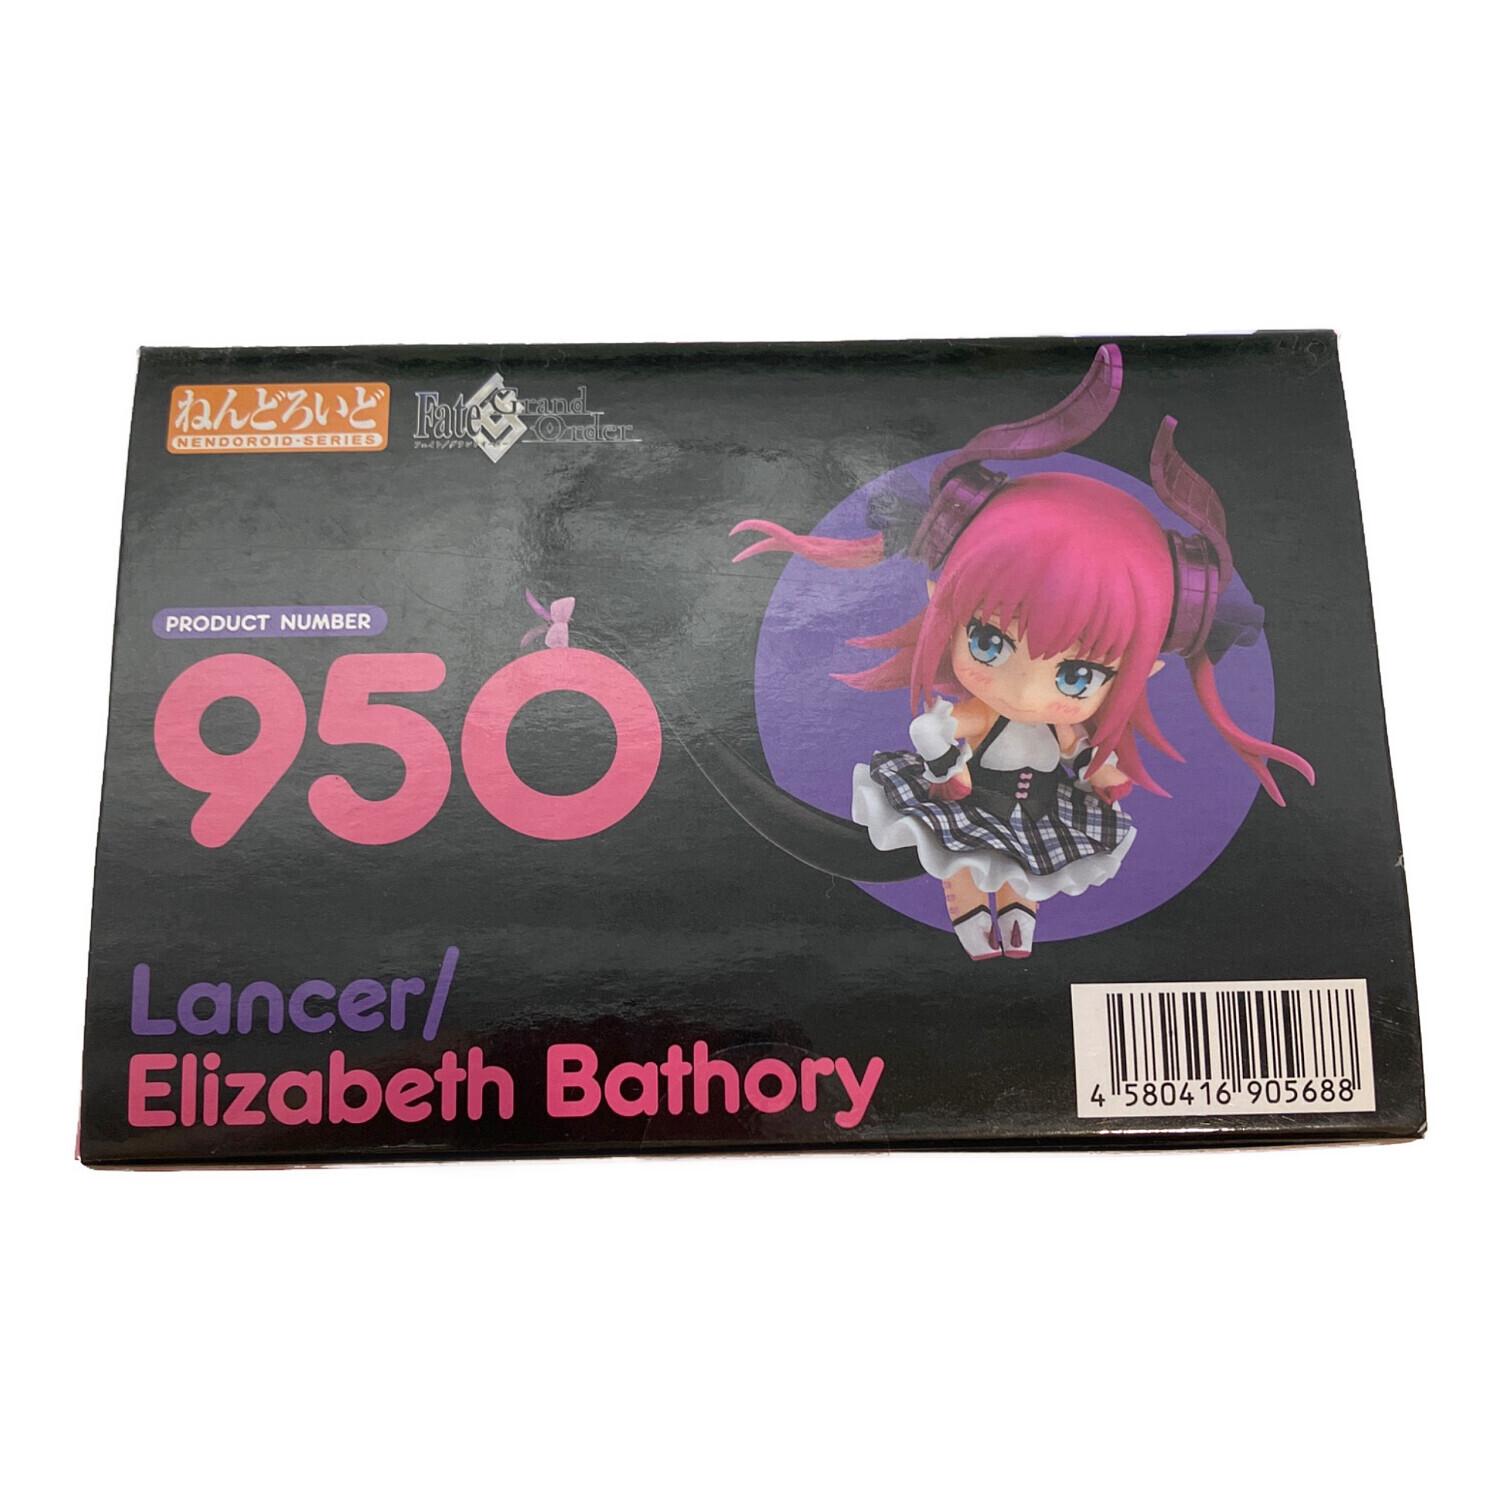 ねんどろいど
NENDOROID・SERIES
Fate Grand
Order
PRODUCT NUMBER
950
Lancer/
Elizabeth Bathory
4 580416 905688